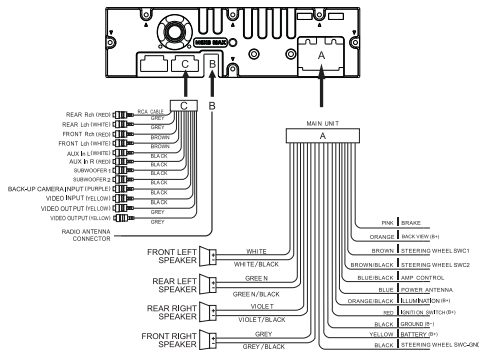 MIKE MAX
C
B
A
C
B
MAIN UNIT
A
RCA CABLE
REAR Rch (RED) GREY
REAR Lch (WHITE) GREY
FRONT Rch (RED) BROWN
FRONT Lch (WHITE) BROWN
AUX In L (WHITE) BLACK
AUX In R (RED) BLACK
SUBWOOFER 1 BLACK
SUBWOOFER 2 BLACK
BACK-UP CAMERA INPUT (PURPLE) BLACK
VIDEO INPUT (YELLOW) BLACK
VIDEO OUTPUT (YELLOW) GREY
VIDEO OUTPUT (YELLOW) GREY
RADIO ANTENNA
CONNECTOR
FRONT LEFT
SPEAKER
WHITE
WHITE/BLACK
REAR LEFT
SPEAKER
GREEN
GREEN/BLACK
REAR RIGHT
SPEAKER
VIOLET
VIOLET/BLACK
FRONT RIGHT
SPEAKER
GREY
GREY/BLACK
PINK BRAKE
ORANGE BACK VIEW (B+)
BROWN STEERING WHEEL SWC1
BROWN/BLACK STEERING WHEEL SWC2
BLUE/BLACK AMP CONTROL
BLUE POWER ANTENNA
ORANGE/BLACK ILLUMINATION (B+)
RED IGNITION SWITCH (B+)
BLACK GROUND (B-)
YELLOW BATTERY (B+)
BLACK STEERING WHEEL SWC-GND